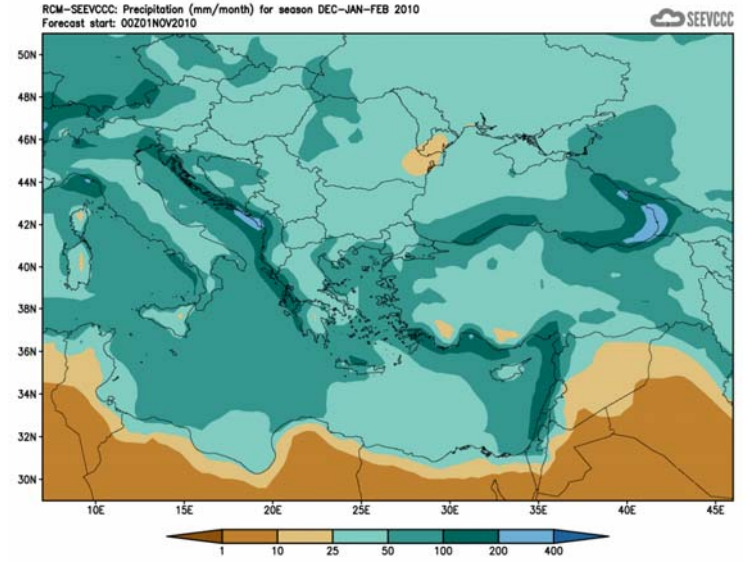 RCM-SEEVCCC: Precipitation (mm/month) for season DEC-JAN-FEB 2010
Forecast start: 00Z01NOV2010
SEEVCCC
50N
48N
46N
44N
42N
40N
38N
36N
34N
32N
30N
10E 15E 20E 25E 30E 35E 40E 45E
1 10 25 50 100 200 400